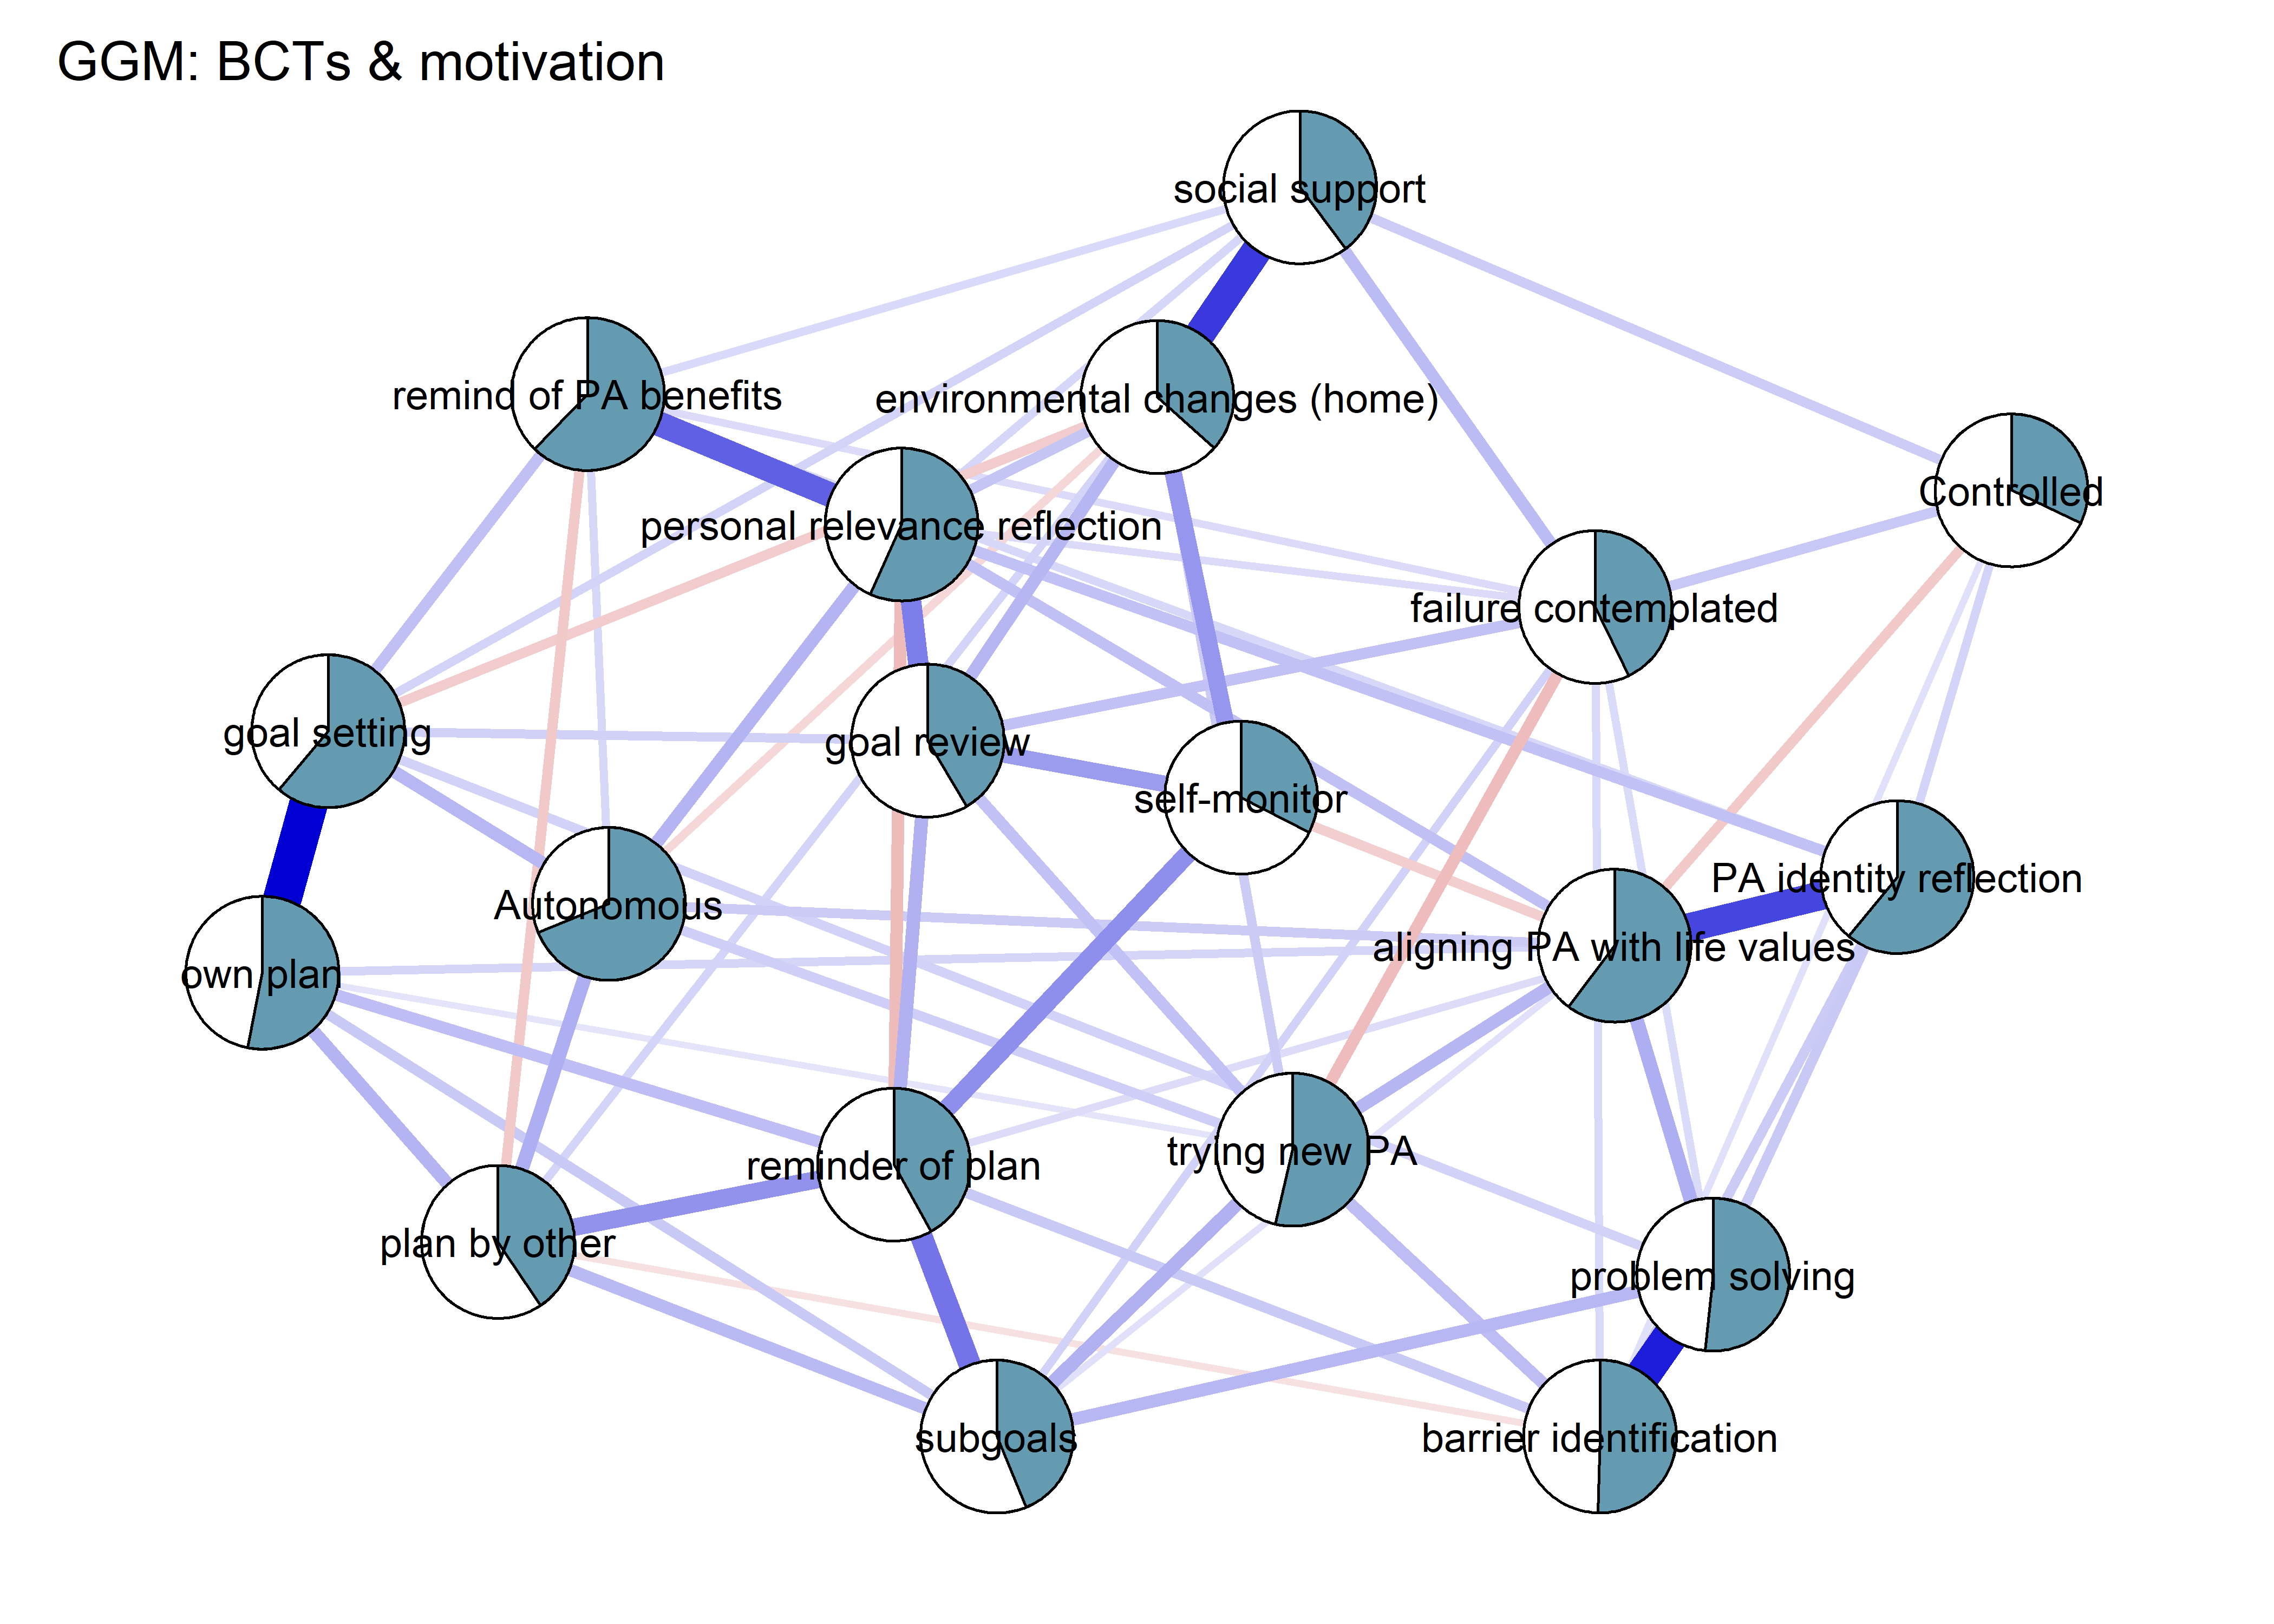 GGM: BCTs & motivation
social support
remind of PA benefits
environmental changes (home)
Controlled
personal relevance reflection
failure contemplated
goal setting
goal review
self-monitor
PA identity reflection
Autonomous
aligning PA with life values
own plan
trying new PA
reminder of plan
plan by other
problem solving
subgoals
barrier identification